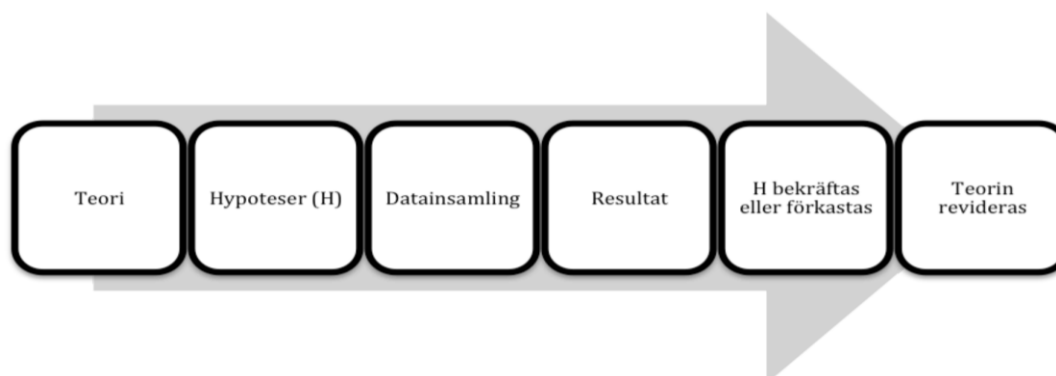 Teori
Hypoteser (H)
Datainsamling
Resultat
H bekräftas
eller förkastas
Teorin
revideras